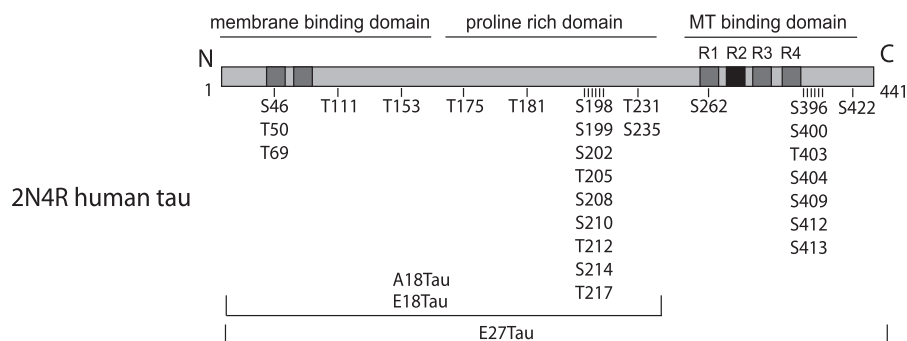 membrane binding domain proline rich domain MT binding domain
R1 R2 R3 R4
N C
1 441
S46 T111 T153 T175 T181 S198 T231 S262 S396 S422
T50 S199 S235 S400
T69 S202 T403
T205 S404
2N4R human tau
S208 S409
S210 S412
T212 S413
A18Tau S214
E18Tau T217
E27Tau